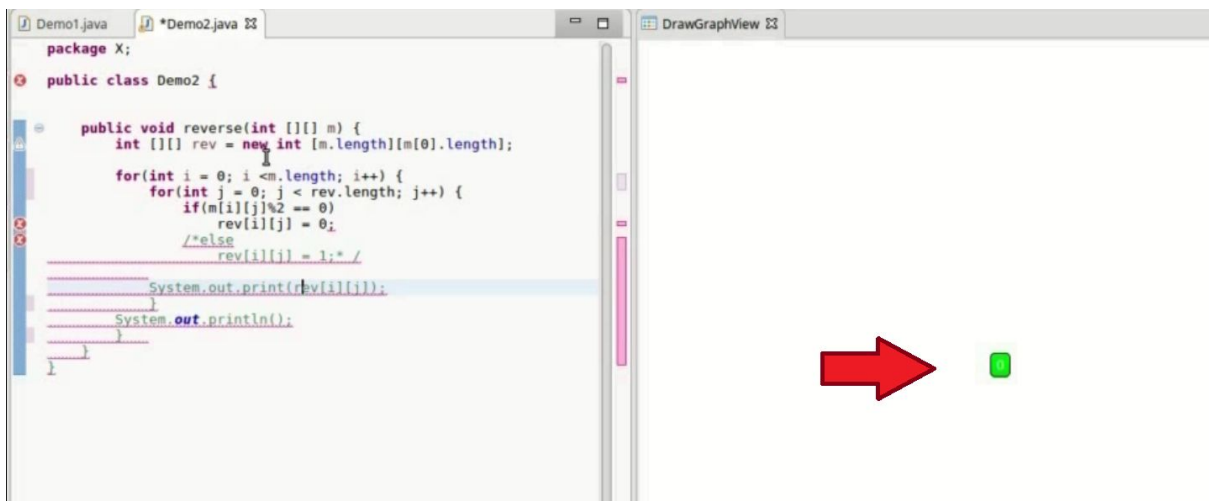 Demo1.java
*Demo2.java
DrawGraphView
package X;
public class Demo2 {
public void reverse(int [][] m) {
int [][] rev = new int [m.length][m[0].length];
for(int i = 0; i <m.length; i++) {
for(int j = 0; j < rev.length; j++) {
if(m[i][j]%2 == 0)
rev[i][j] = 0;
/*else
rev[i][j] = 1;* /
System.out.print(rev[i][j]);
}
System.out.println();
}
}
}
0